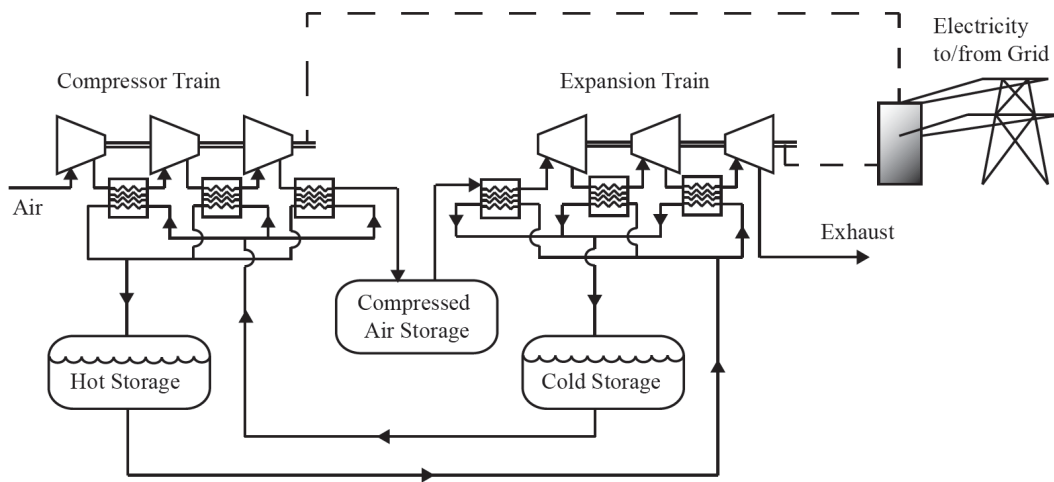 Electricity
to/from Grid
Compressor Train
Expansion Train
Air
Exhaust
Compressed
Air Storage
Hot Storage
Cold Storage